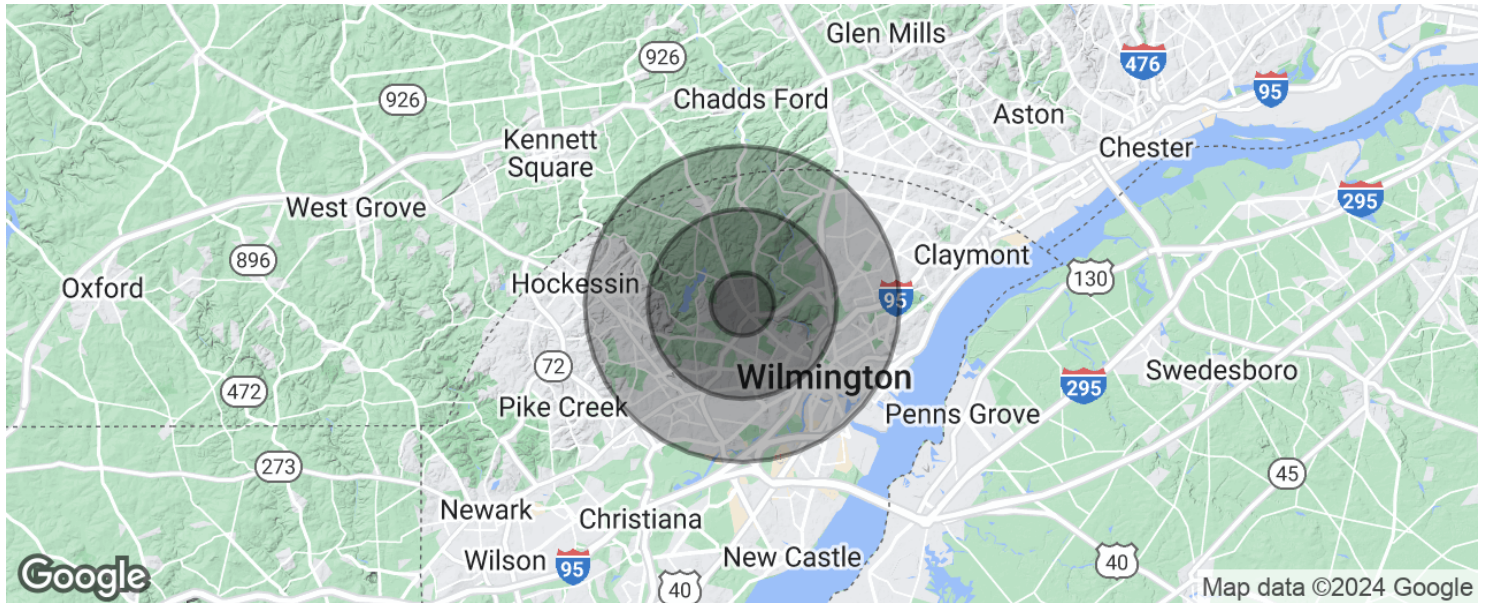 Glen Mills
926
476
95
926
Chadds Ford
Aston
Kennett
Square
Chester
295
West Grove
896
Claymont
130
Oxford
Hockessin
95
72
Swedesboro
Wilmington
295
472
Pike Creek
Penns Grove
273
45
Newark
Christiana
Wilson
95
New Castle
40
40
Google
Map data ©2024 Google